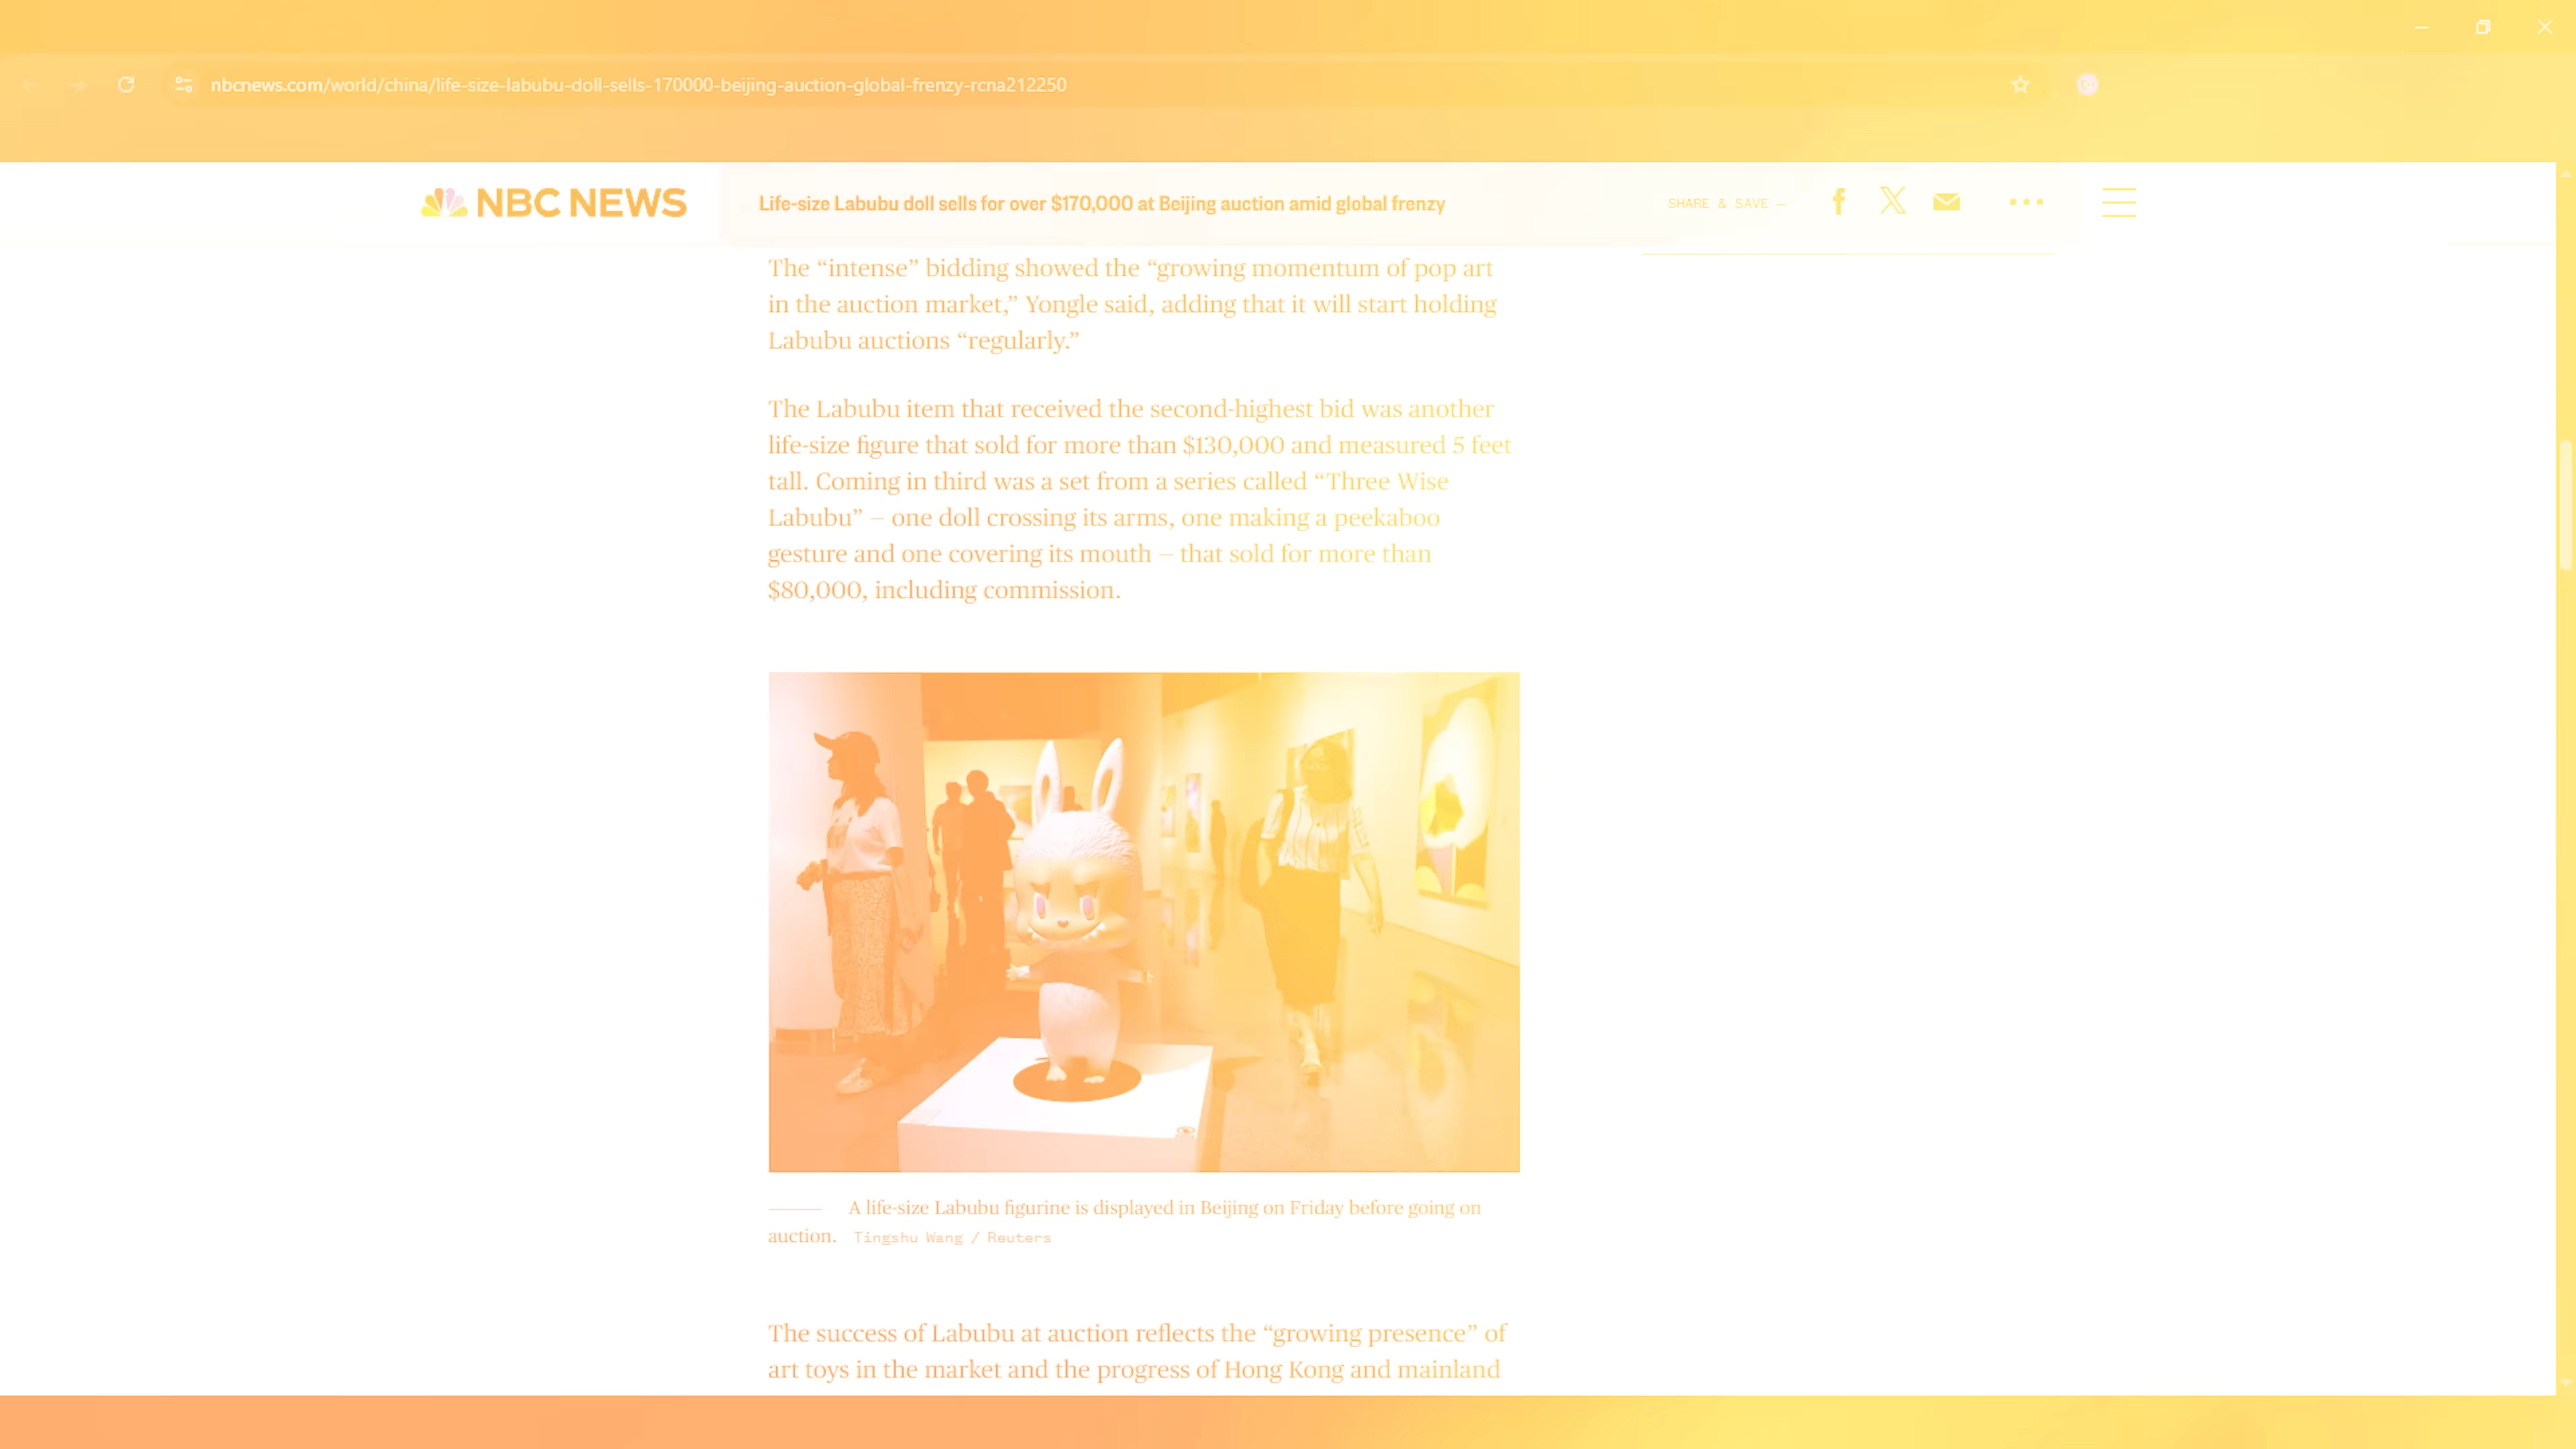 nbcnews.com/world/china/life-size-labubu-doll-sells-170000-beijing-auction-global-frenzy-rcna212250
NBC NEWS
Life-size Labubu doll sells for over $170,000 at Beijing auction amid global frenzy
SHARE & SAVE —
The “intense” bidding showed the “growing momentum of pop art
in the auction market,” Yongle said, adding that it will start holding
Labubu auctions “regularly.”
The Labubu item that received the second-highest bid was another
life-size figure that sold for more than $130,000 and measured 5 feet
tall. Coming in third was a set from a series called “Three Wise
Labubu” — one doll crossing its arms, one making a peekaboo
gesture and one covering its mouth — that sold for more than
$80,000, including commission.
A life-size Labubu figurine is displayed in Beijing on Friday before going on
auction. Tingshu Wang / Reuters
The success of Labubu at auction reflects the “growing presence” of
art toys in the market and the progress of Hong Kong and mainland